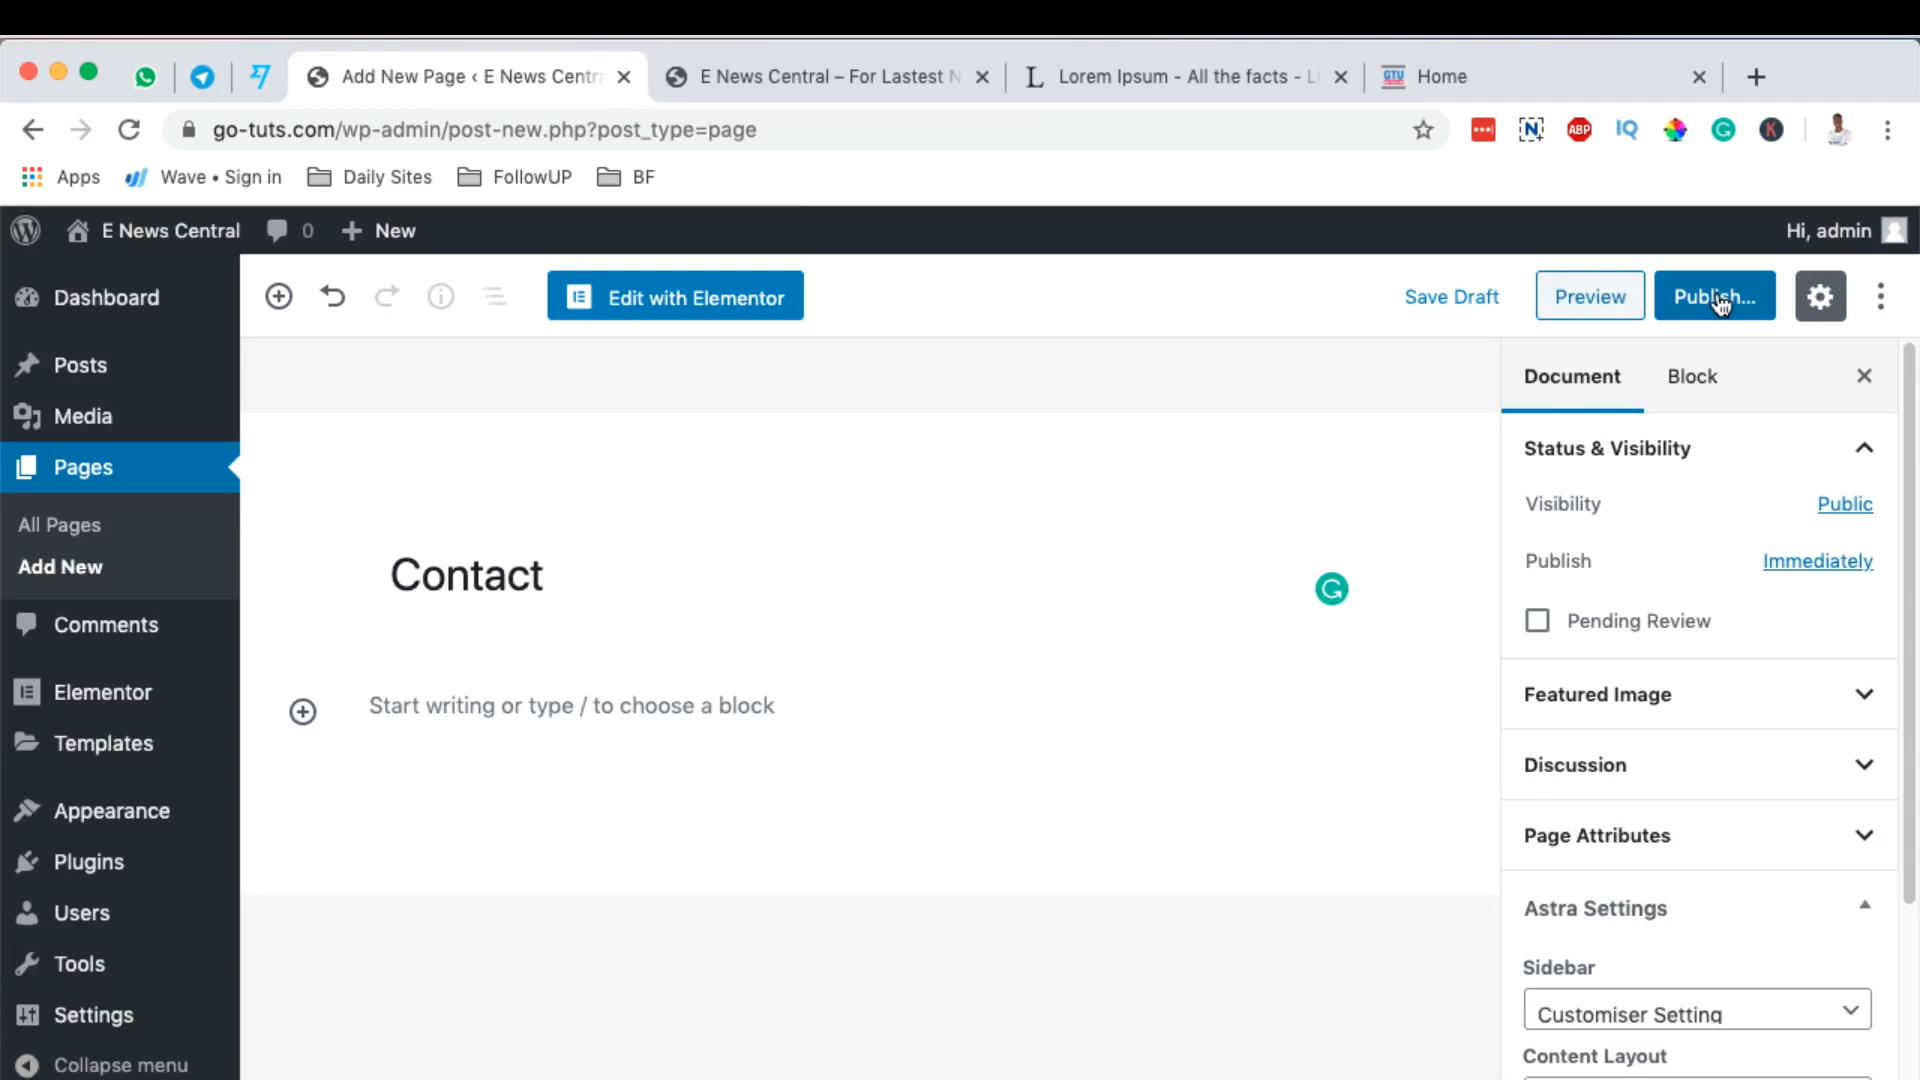 Add New Page ‹ E News Centr
E News Central – For Lastest N
Lorem Ipsum - All the facts - Li
GTU
Home
go-tuts.com/wp-admin/post-new.php?post_type=page
ABP
IQ
K
Apps
Wave • Sign in
Daily Sites
FollowUP
BF
E News Central
0
New
Hi, admin
Dashboard
Edit with Elementor
Save Draft
Preview
Publish...
Posts
Media
Pages
All Pages
Add New
Comments
Elementor
Templates
Appearance
Plugins
Users
Tools
Settings
Collapse menu
Contact
Start writing or type / to choose a block
Document
Block
Status & Visibility
Visibility
Public
Publish
Immediately
Pending Review
Featured Image
Discussion
Page Attributes
Astra Settings
Sidebar
Customiser Setting
Content Layout